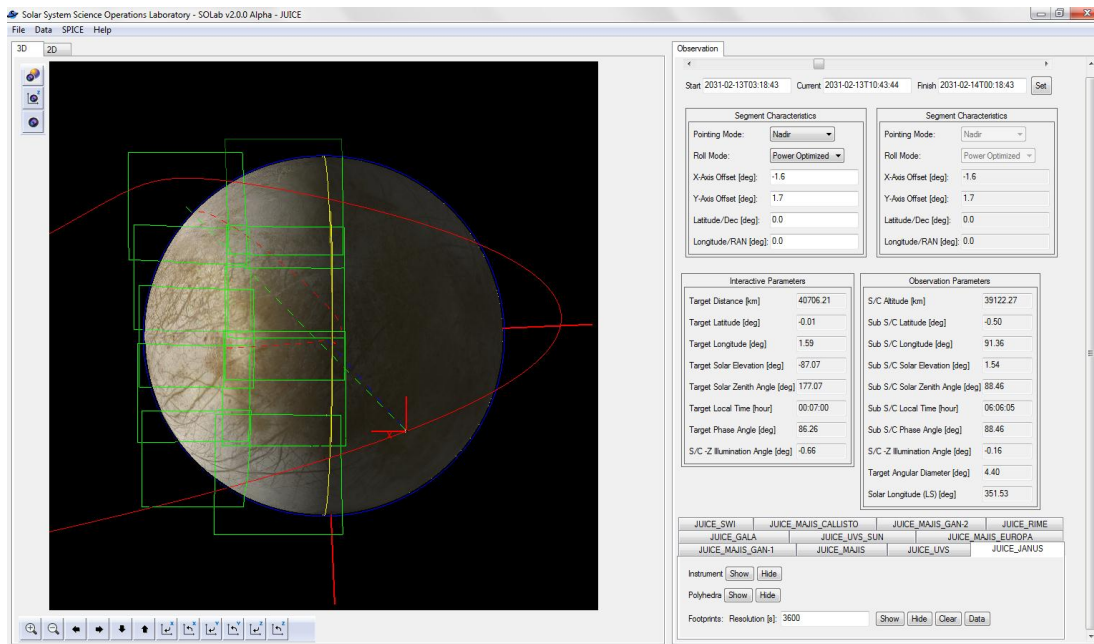 Solar System Science Operations Laboratory - SOLab v2.0.0 Alpha - JUICE
File Data SPICE Help
3D 2D
Observation
Start 2031-02-13T03:18:43 Current 2031-02-13T10:43:44 Finish 2031-02-14T00:18:43 Set
Segment Characteristics
Pointing Mode: Nadir
Roll Mode: Power Optimized
X-Axis Offset [deg]: -1.6
Y-Axis Offset [deg]: 1.7
Latitude/Dec [deg]: 0.0
Longitude/RAN [deg]: 0.0
Segment Characteristics
Pointing Mode: Nadir
Roll Mode: Power Optimized
X-Axis Offset [deg]: -1.6
Y-Axis Offset [deg]: 1.7
Latitude/Dec [deg]: 0.0
Longitude/RAN [deg]: 0.0
Interactive Parameters
Target Distance [km] 40706.21
Target Latitude [deg] -0.01
Target Longitude [deg] 1.59
Target Solar Elevation [deg] -87.07
Target Solar Zenith Angle [deg] 177.07
Target Local Time [hour] 00:07:00
Target Phase Angle [deg] 86.26
S/C -Z Illumination Angle [deg] -0.66
Observation Parameters
S/C Altitude [km] 39122.27
Sub S/C Latitude [deg] -0.50
Sub S/C Longitude [deg] 91.36
Sub S/C Solar Elevation [deg] 1.54
Sub S/C Solar Zenith Angle [deg] 88.46
Sub S/C Local Time [hour] 06:06:05
Sub S/C Phase Angle [deg] 88.46
S/C -Z Illumination Angle [deg] -0.16
Target Angular Diameter [deg] 4.40
Solar Longitude (LS) [deg] 351.53
JUICE_SWI JUICE_MAJIS_CALLISTO JUICE_MAJIS_GAN-2 JUICE_RIME
JUICE_GALA JUICE_UVS_SUN JUICE_MAJIS_EUROPA
JUICE_MAJIS_GAN-1 JUICE_MAJIS JUICE_UVS JUICE_JANUS
Instrument Show Hide
Polyhedra Show Hide
Footprints: Resolution [s]: 3600 Show Hide Clear Data